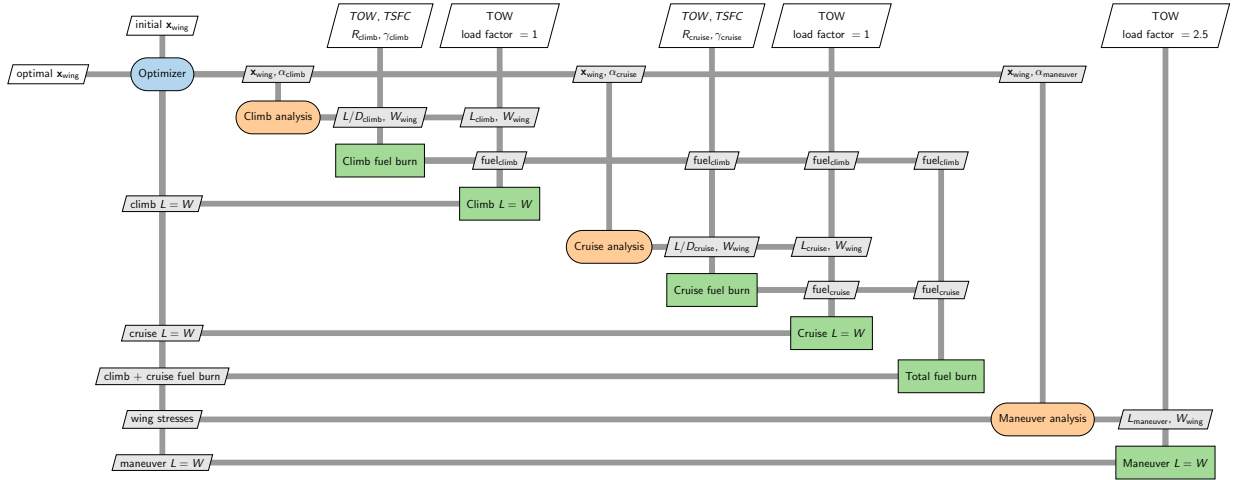 TOW, TSFC
R_climb, γ_climb
TOW
load factor = 1
TOW, TSFC
R_cruise, γ_cruise
TOW
load factor = 1
TOW
load factor = 2.5
initial x_wing
optimal x_wing
Optimizer
x_wing, α_climb
x_wing, α_cruise
x_wing, α_maneuver
Climb analysis
L/D_climb, W_wing
L_climb, W_wing
Climb fuel burn
fuel_climb
fuel_climb
fuel_climb
fuel_climb
climb L = W
Climb L = W
Cruise analysis
L/D_cruise, W_wing
L_cruise, W_wing
Cruise fuel burn
fuel_cruise
fuel_cruise
cruise L = W
Cruise L = W
climb + cruise fuel burn
Total fuel burn
wing stresses
Maneuver analysis
L_maneuver, W_wing
maneuver L = W
Maneuver L = W